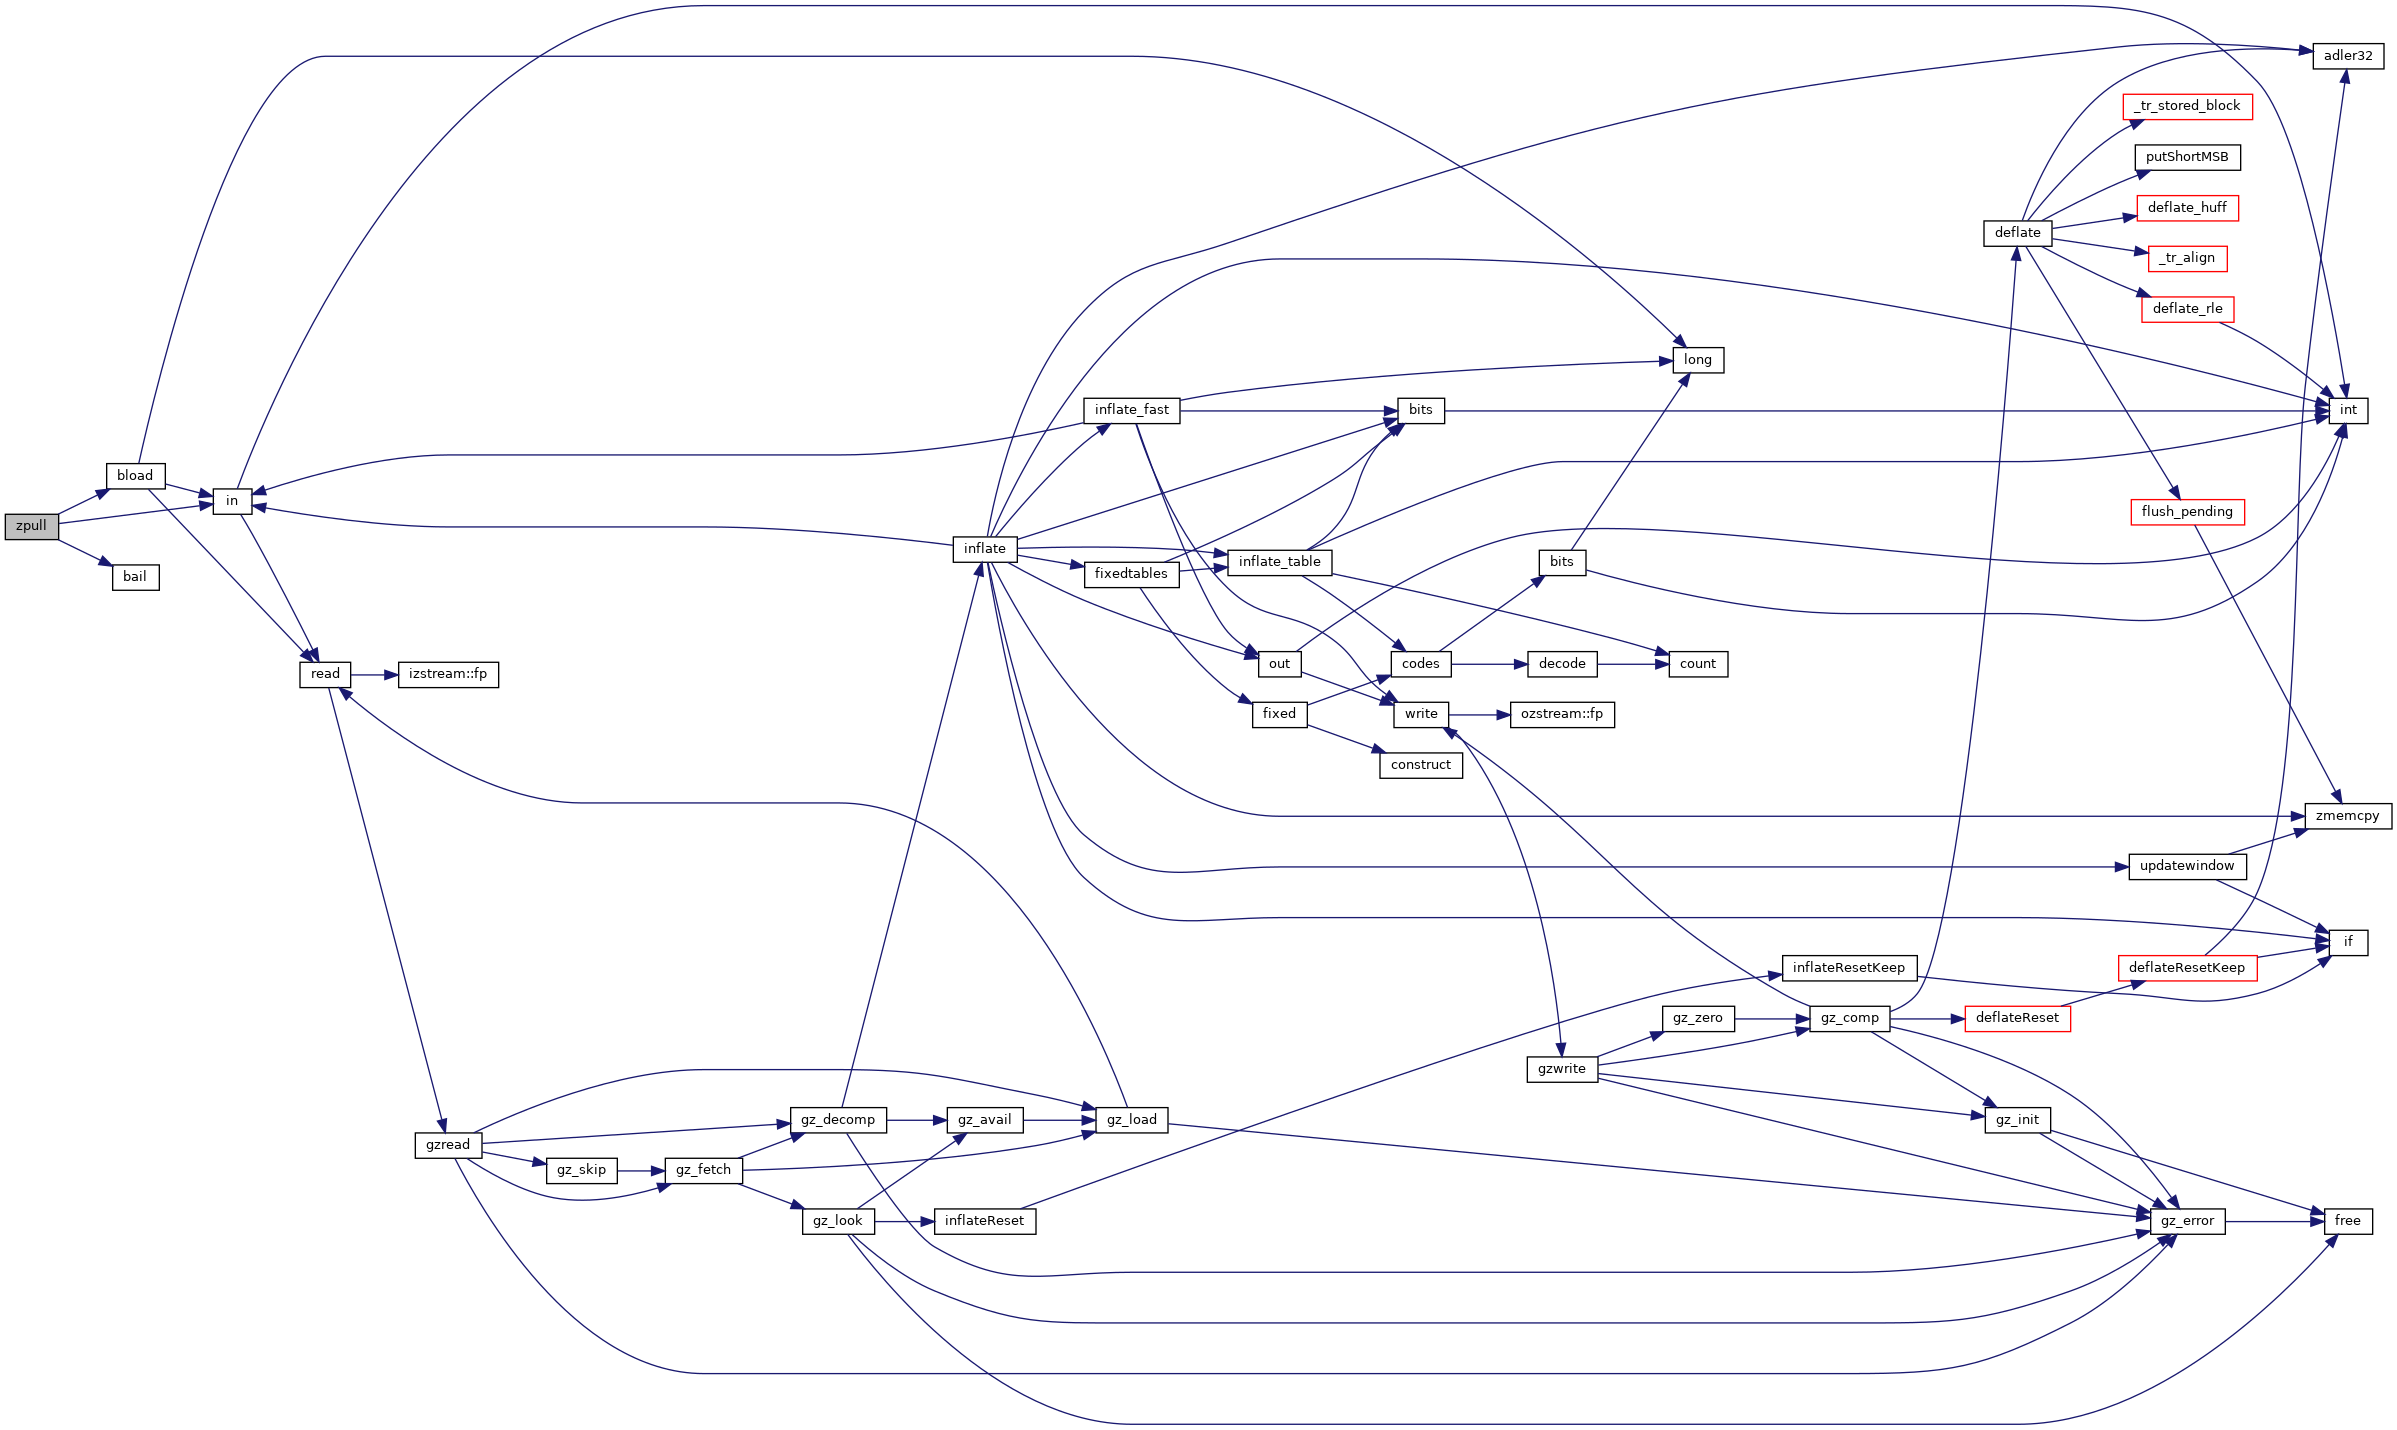 adler32
_tr_stored_block
putShortMSB
deflate_huff
deflate
_tr_align
deflate_rle
long
inflate_fast
bits
int
bload
in
flush_pending
zpull
inflate
inflate_table
bits
fixedtables
bail
out
codes
decode
count
read
izstream::fp
fixed
write
ozstream::fp
construct
zmemcpy
updatewindow
if
inflateResetKeep
deflateResetKeep
gz_zero
gz_comp
deflateReset
gzwrite
gz_decomp
gz_avail
gz_load
gz_init
gzread
gz_skip
gz_fetch
gz_look
inflateReset
gz_error
free